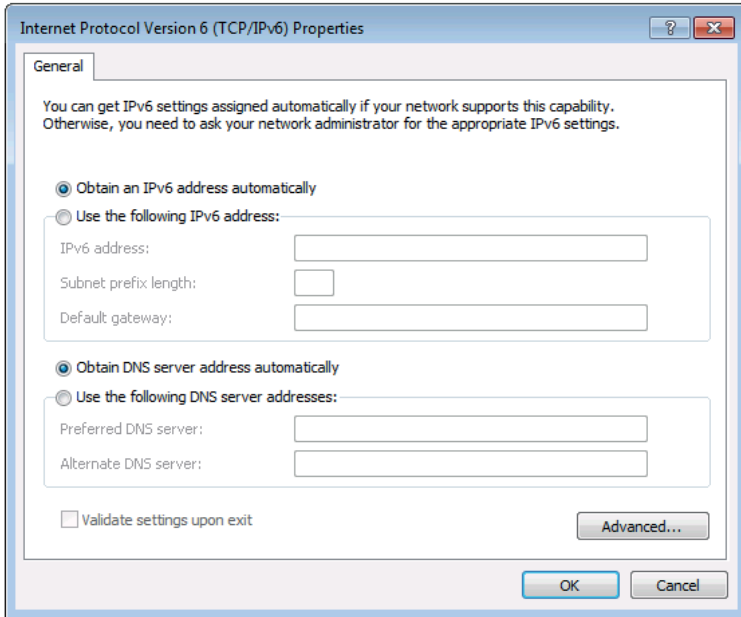 Internet Protocol Version 6 (TCP/IPv6) Properties
General
You can get IPv6 settings assigned automatically if your network supports this capability.
Otherwise, you need to ask your network administrator for the appropriate IPv6 settings.
Obtain an IPv6 address automatically
Use the following IPv6 address:
IPv6 address:
Subnet prefix length:
Default gateway:
Obtain DNS server address automatically
Use the following DNS server addresses:
Preferred DNS server:
Alternate DNS server:
Validate settings upon exit
Advanced...
OK Cancel